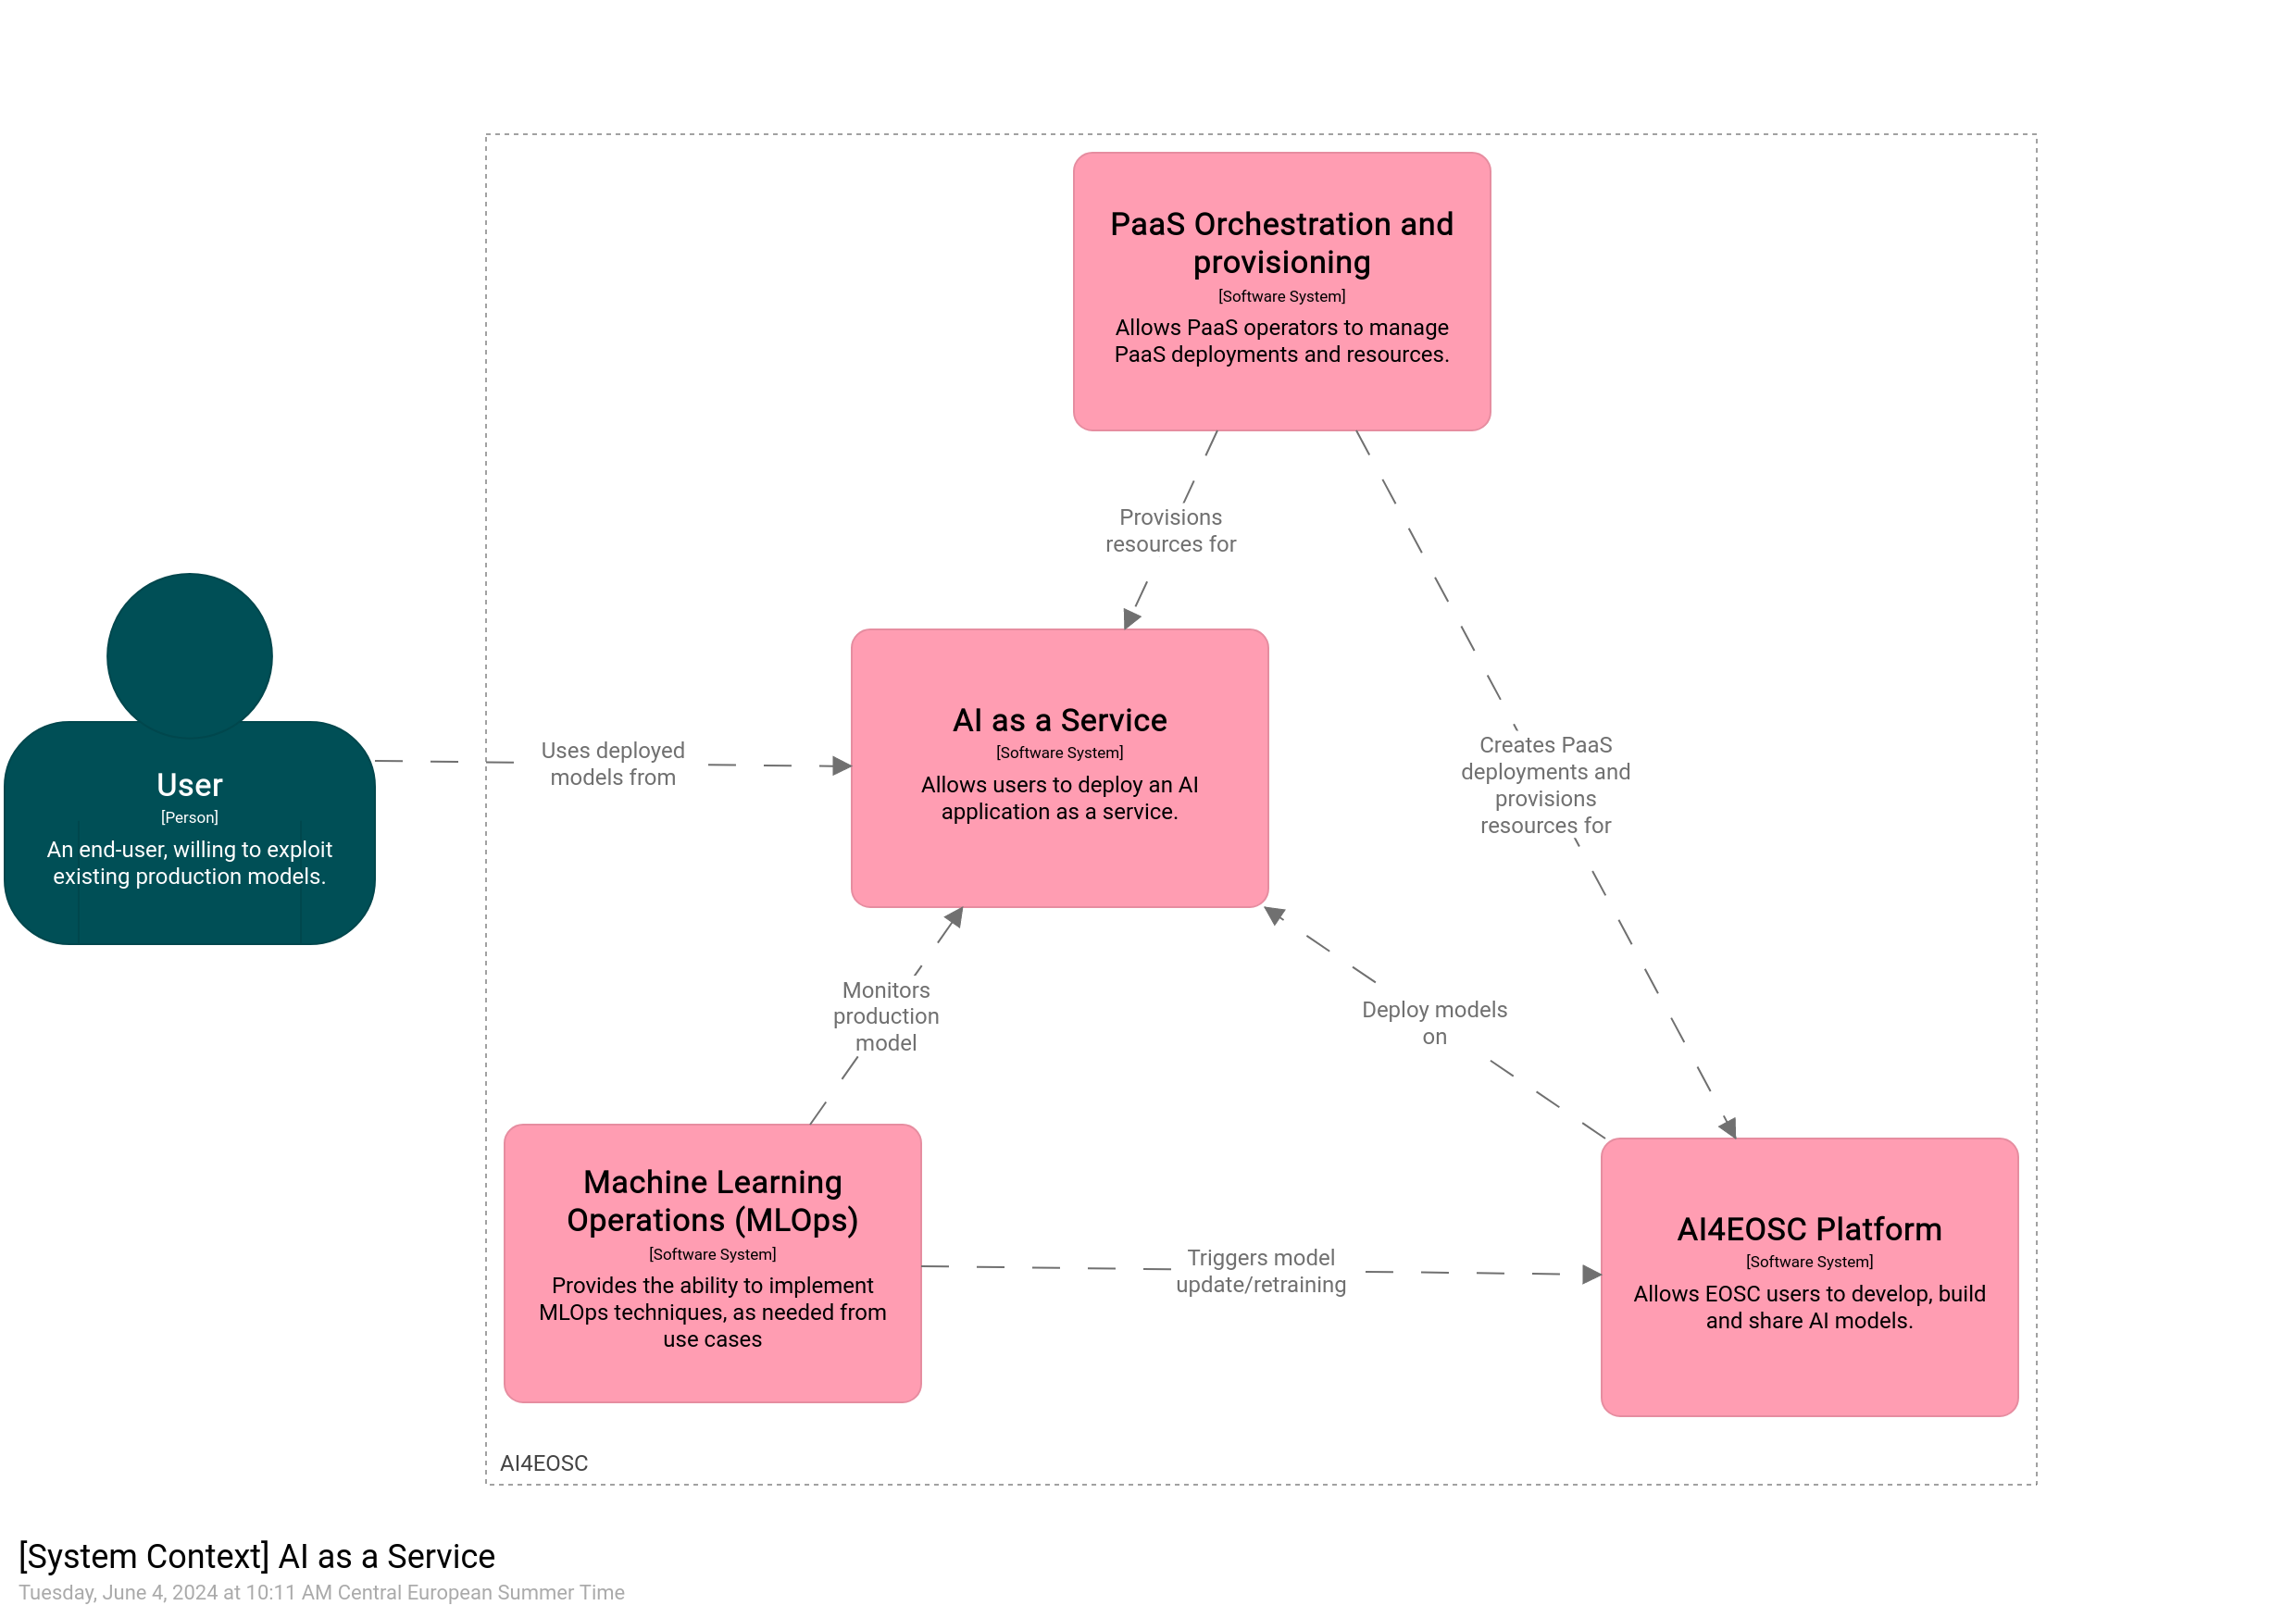 PaaS Orchestration and
provisioning
[Software System]
Allows PaaS operators to manage
PaaS deployments and resources.
Provisions
resources for
AI as a Service
[Software System]
Allows users to deploy an AI
application as a service.
Uses deployed
models from
User
[Person]
An end-user, willing to exploit
existing production models.
Creates PaaS
deployments and
provisions
resources for
Monitors
production
model
Deploy models
on
Machine Learning
Operations (MLOps)
[Software System]
Provides the ability to implement
MLOps techniques, as needed from
use cases
Triggers model
update/retraining
AI4EOSC Platform
[Software System]
Allows EOSC users to develop, build
and share AI models.
AI4EOSC
[System Context] AI as a Service
Tuesday, June 4, 2024 at 10:11 AM Central European Summer Time